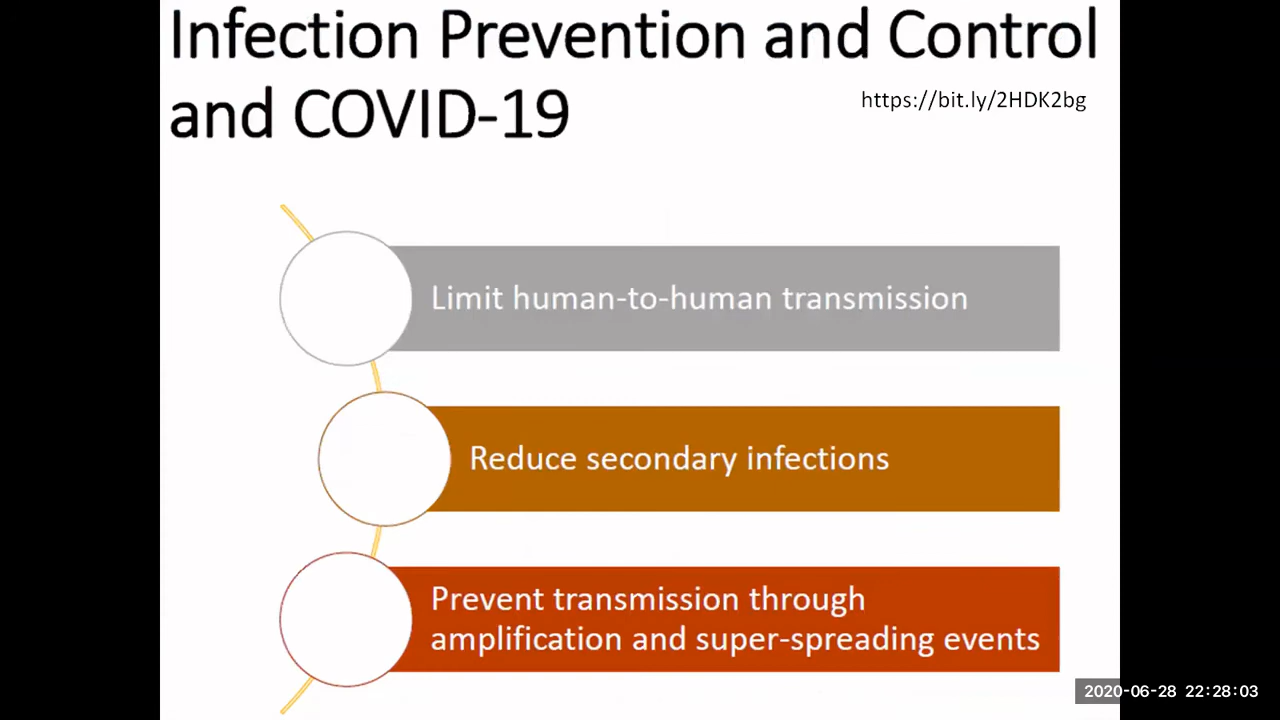 Infection Prevention and Control
and COVID-19
https://bit.ly/2HDK2bg
Limit human-to-human transmission
Reduce secondary infections
Prevent transmission through
amplification and super-spreading events
2020-06-28 22:28:03